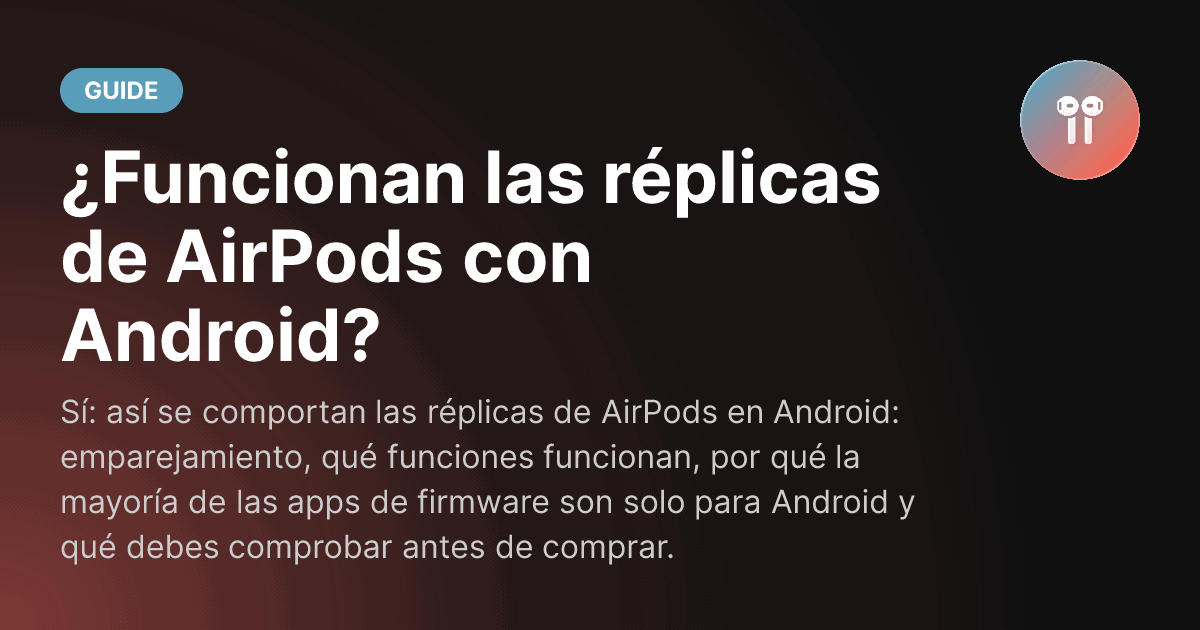 GUIDE
¿Funcionan las réplicas
de AirPods con
Android?
Sí: así se comportan las réplicas de AirPods en Android:
emparejamiento, qué funciones funcionan, por qué la
mayoría de las apps de firmware son solo para Android y
qué debes comprobar antes de comprar.